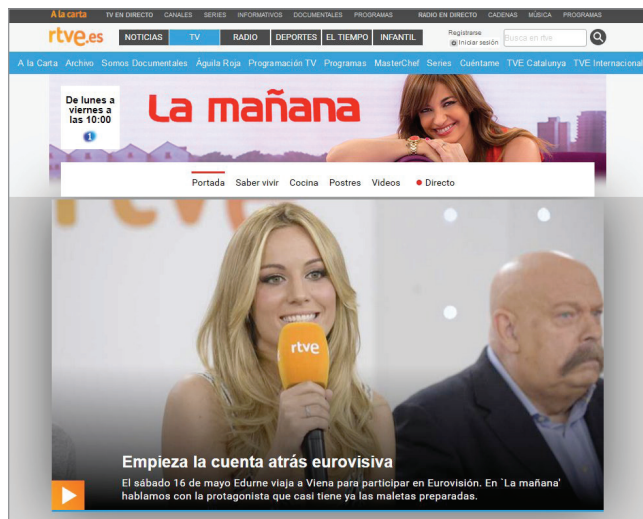 A la carta TV EN DIRECTO CANALES SERIES INFORMATIVOS DOCUMENTALES PROGRAMAS RADIO EN DIRECTO CADENAS MÚSICA PROGRAMAS
rtve.es NOTICIAS TV RADIO DEPORTES EL TIEMPO INFANTIL
Registrarse
Iniciar sesión
Busca en rtve
A la Carta Archivo Somos Documentales Águila Roja Programación TV Programas MasterChef Series Cuéntame TVE Catalunya TVE Internacional
De lunes a
viernes a
las 10:00
1
La mañana
Portada Saber vivir Cocina Postres Videos Directo
rtve
rtve
Empieza la cuenta atrás eurovisiva
El sábado 16 de mayo Edurne viaja a Viena para participar en Eurovisión. En `La mañana'
hablamos con la protagonista que casi tiene ya las maletas preparadas.